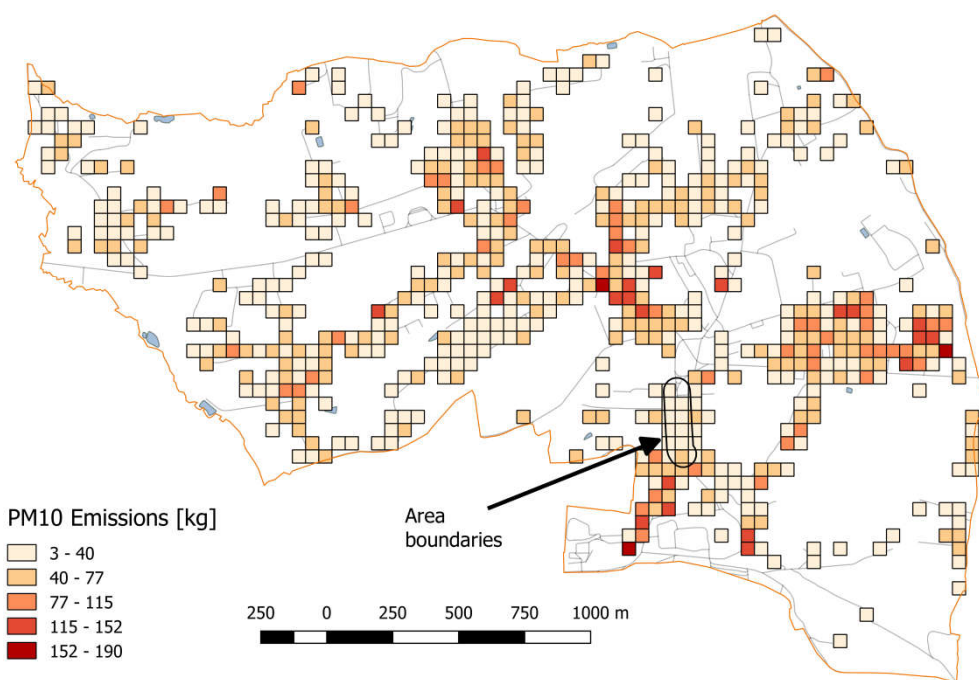 Area
boundaries
PM10 Emissions [kg]
3 - 40
40 - 77
77 - 115
115 - 152
152 - 190
250 0 250 500 750 1000 m